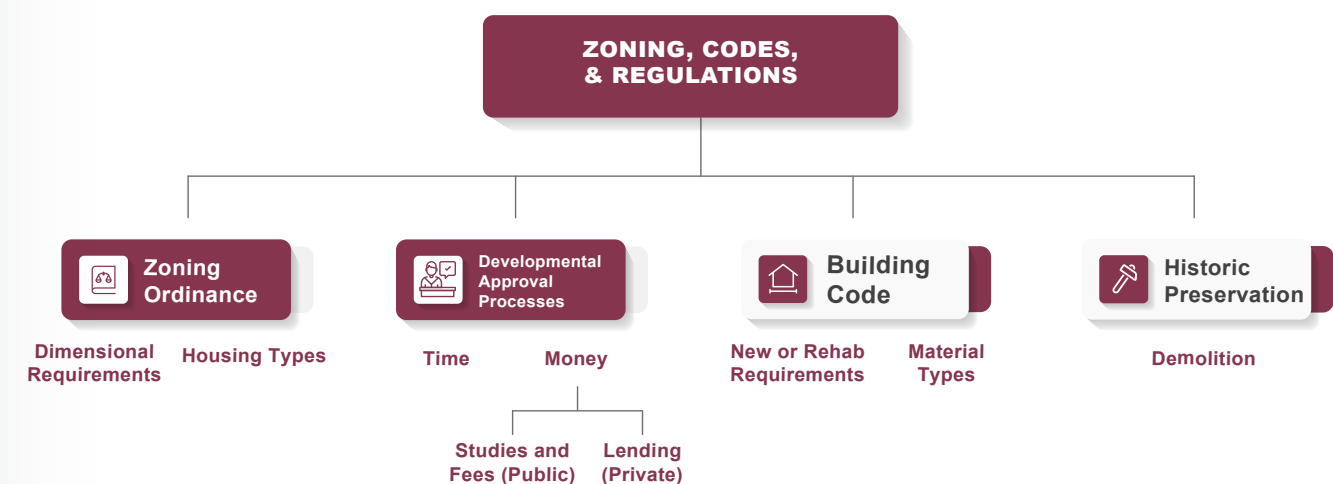 ZONING, CODES,
& REGULATIONS
Zoning
Ordinance
Developmental
Approval
Processes
Building
Code
Historic
Preservation
Dimensional
Requirements
Housing Types
Time
Money
New or Rehab
Requirements
Material
Types
Demolition
Studies and
Fees (Public)
Lending
(Private)